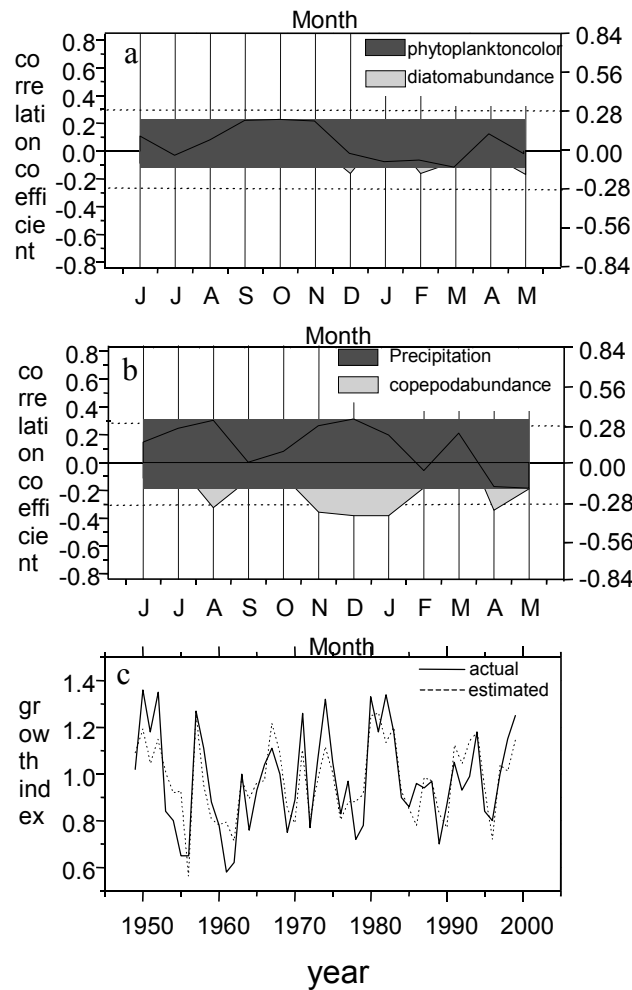 Month
a
phytoplanktoncolor
diatomabundance
co
rre
lati
on
co
effi
cie
nt
0.8
0.6
0.4
0.2
0.0
-0.2
-0.4
-0.6
-0.8
0.84
0.56
0.28
0.00
-0.28
-0.56
-0.84
J J A S O N D J F M A M
Month
b
Precipitation
copepodabundance
co
rre
lati
on
co
effi
cie
nt
0.8
0.6
0.4
0.2
0.0
-0.2
-0.4
-0.6
-0.8
0.84
0.56
0.28
0.00
-0.28
-0.56
-0.84
J J A S O N D J F M A M
Month
c
actual
estimated
gr
ow
th
ind
ex
1.4
1.2
1.0
0.8
0.6
1950 1960 1970 1980 1990 2000
year